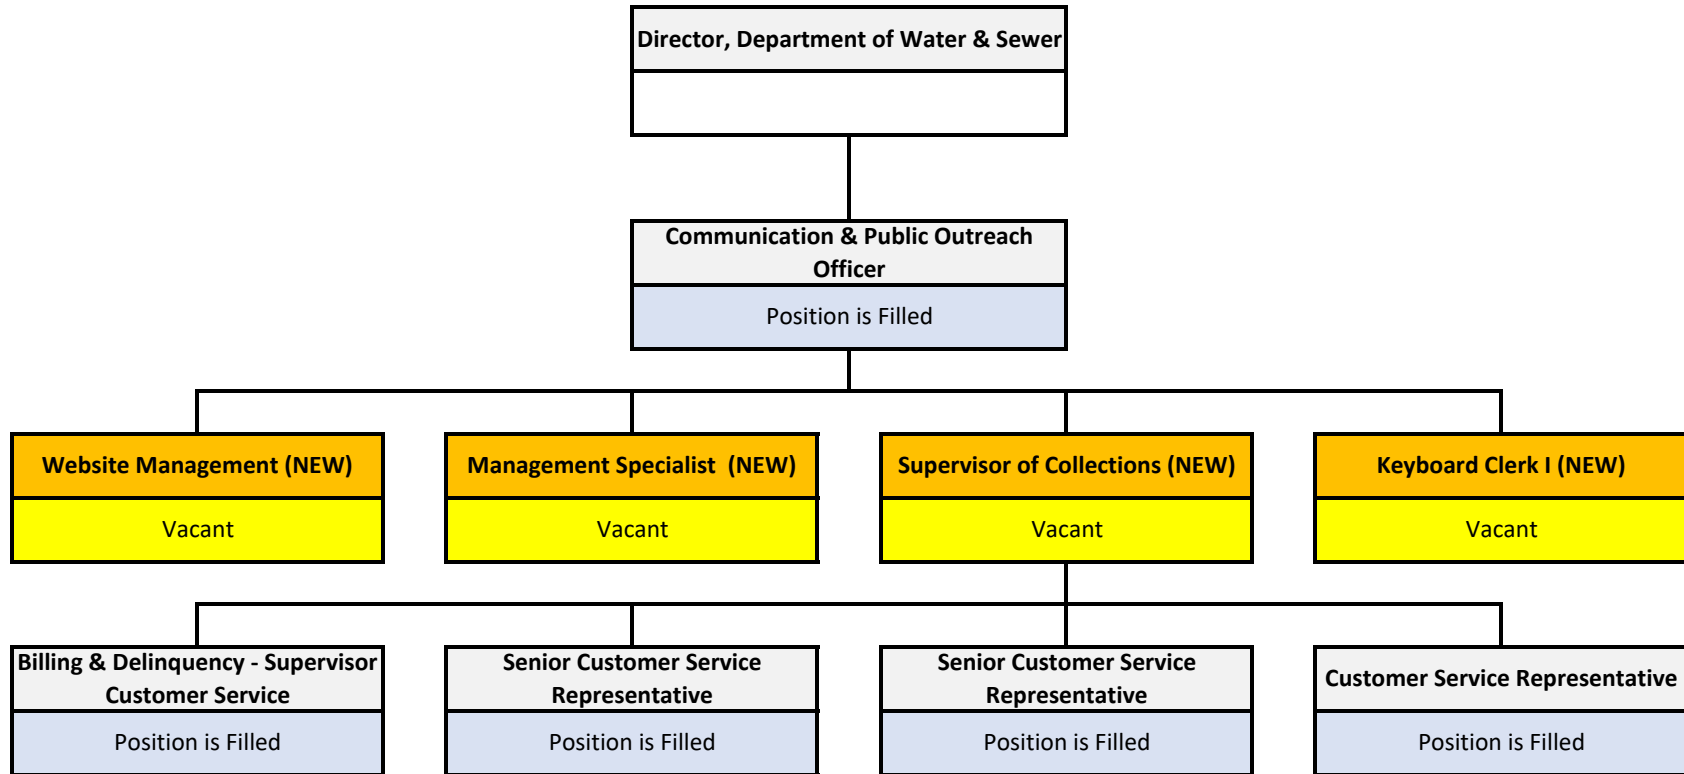 Director, Department of Water & Sewer
Communication & Public Outreach
Officer
Position is Filled
Website Management (NEW)
Vacant
Management Specialist  (NEW)
Vacant
Supervisor of Collections (NEW)
Vacant
Keyboard Clerk I (NEW)
Vacant
Billing & Delinquency - Supervisor
Customer Service
Position is Filled
Senior Customer Service
Representative
Position is Filled
Senior Customer Service
Representative
Position is Filled
Customer Service Representative
Position is Filled